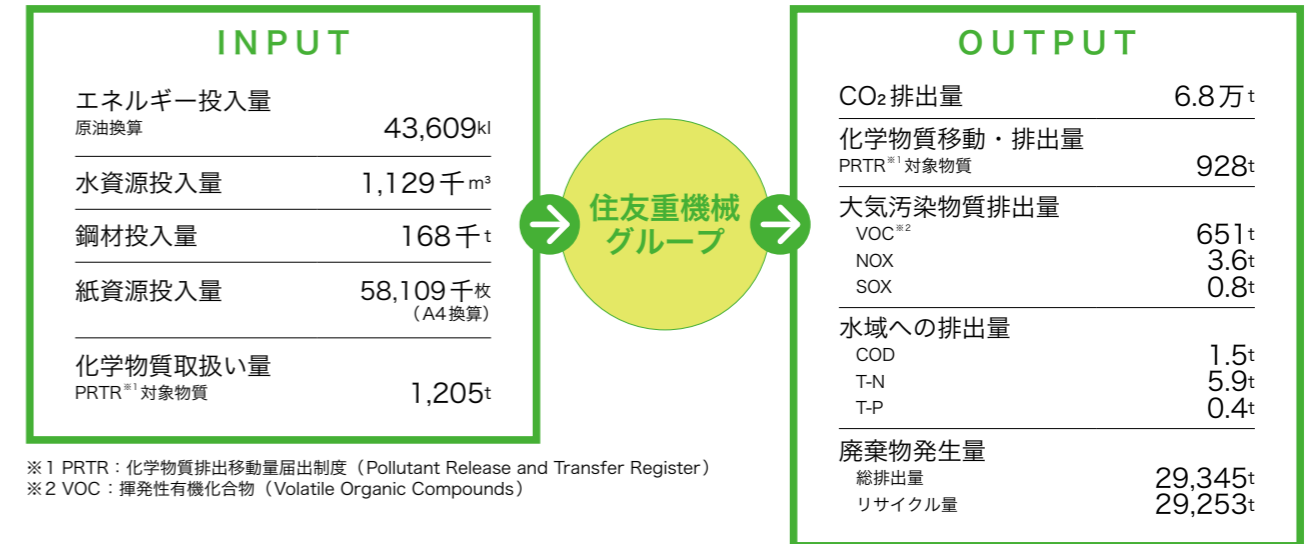 INPUT
エネルギー投入量
原油換算 43,609kl
水資源投入量 1,129千m³
鋼材投入量 168千t
紙資源投入量 58,109千枚
（A4換算）
化学物質取扱い量
PRTR※1対象物質 1,205t
住友重機械
グループ
OUTPUT
CO₂排出量 6.8万t
化学物質移動・排出量
PRTR※1対象物質 928t
大気汚染物質排出量
VOC※2 651t
NOX 3.6t
SOX 0.8t
水域への排出量
COD 1.5t
T-N 5.9t
T-P 0.4t
廃棄物発生量
総排出量 29,345t
リサイクル量 29,253t
※1 PRTR：化学物質排出移動量届出制度（Pollutant Release and Transfer Register）
※2 VOC：揮発性有機化合物（Volatile Organic Compounds）